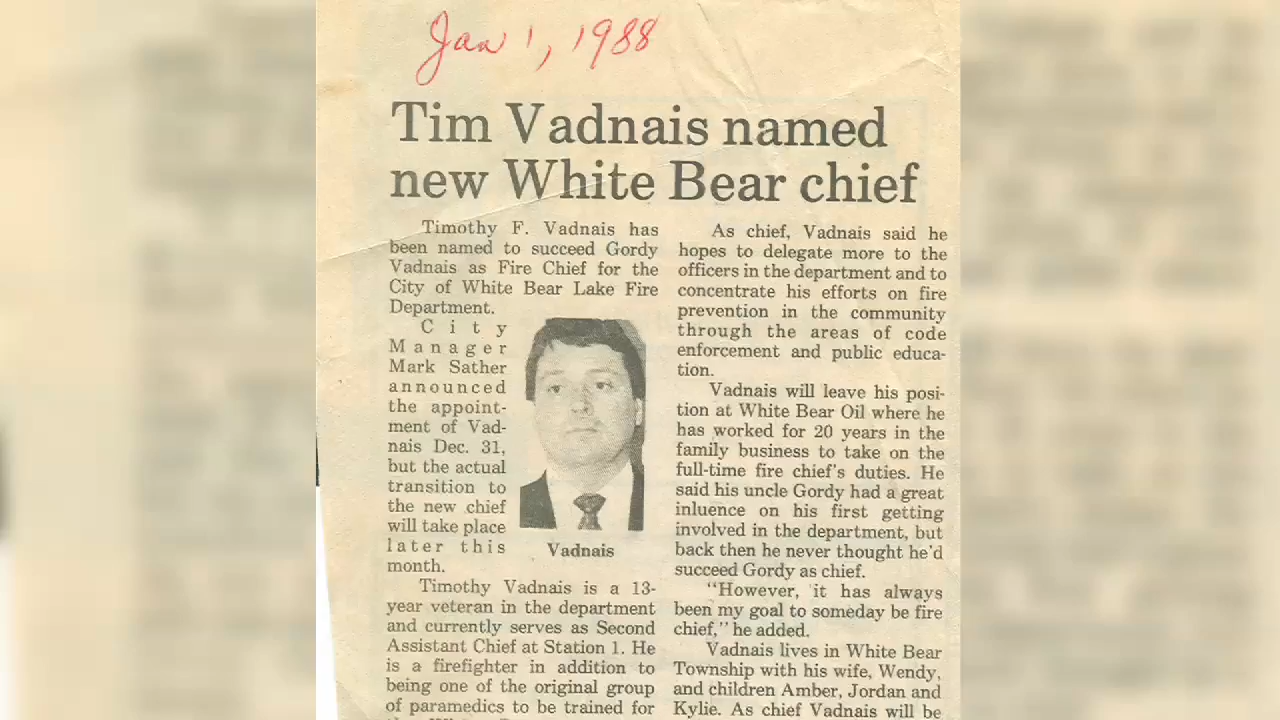 Jan 1, 1988
Tim Vadnais named
new White Bear chief
Timothy F. Vadnais has
been named to succeed Gordy
Vadnais as Fire Chief for the
City of White Bear Lake Fire
Department.
City
Manager
Mark Sather
announced
the appoint-
ment of Vad-
nais Dec. 31,
but the actual
transition to
the new chief
will take place
later this
month.
Vadnais
Timothy Vadnais is a 13-
year veteran in the department
and currently serves as Second
Assistant Chief at Station 1. He
is a firefighter in addition to
being one of the original group
of paramedics to be trained for
As chief, Vadnais said he
hopes to delegate more to the
officers in the department and to
concentrate his efforts on fire
prevention in the community
through the areas of code
enforcement and public educa-
tion.
Vadnais will leave his posi-
tion at White Bear Oil where he
has worked for 20 years in the
family business to take on the
full-time fire chief's duties. He
said his uncle Gordy had a great
inluence on his first getting
involved in the department, but
back then he never thought he'd
succeed Gordy as chief.
"However, it has always
been my goal to someday be fire
chief," he added.
Vadnais lives in White Bear
Township with his wife, Wendy,
and children Amber, Jordan and
Kylie. As chief Vadnais will be